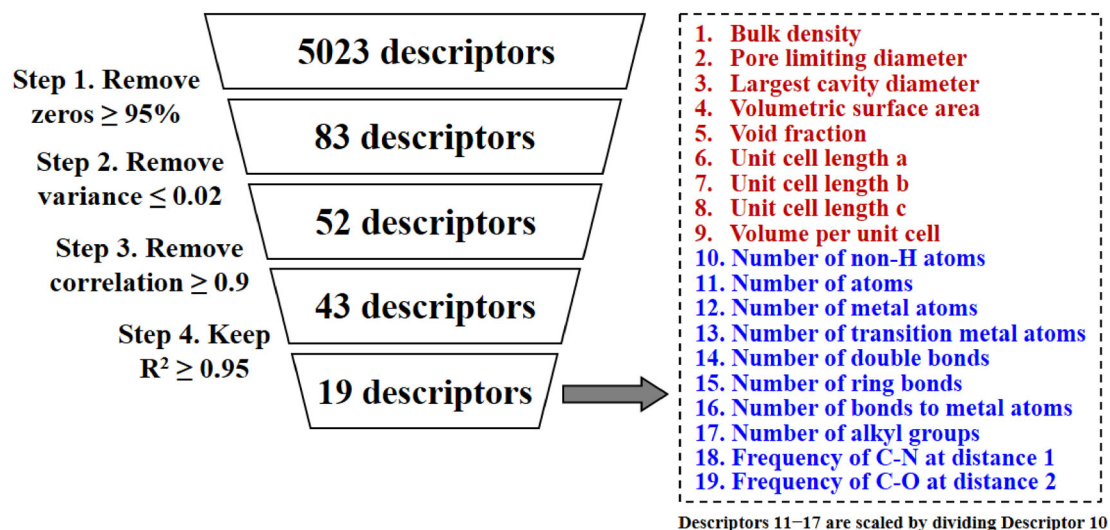 5023 descriptors
Step 1. Remove
zeros ≥ 95%
83 descriptors
Step 2. Remove
variance ≤ 0.02
52 descriptors
Step 3. Remove
correlation ≥ 0.9
43 descriptors
Step 4. Keep
R² ≥ 0.95
19 descriptors
1. Bulk density
2. Pore limiting diameter
3. Largest cavity diameter
4. Volumetric surface area
5. Void fraction
6. Unit cell length a
7. Unit cell length b
8. Unit cell length c
9. Volume per unit cell
10. Number of non-H atoms
11. Number of atoms
12. Number of metal atoms
13. Number of transition metal atoms
14. Number of double bonds
15. Number of ring bonds
16. Number of bonds to metal atoms
17. Number of alkyl groups
18. Frequency of C-N at distance 1
19. Frequency of C-O at distance 2
Descriptors 11−17 are scaled by dividing Descriptor 10